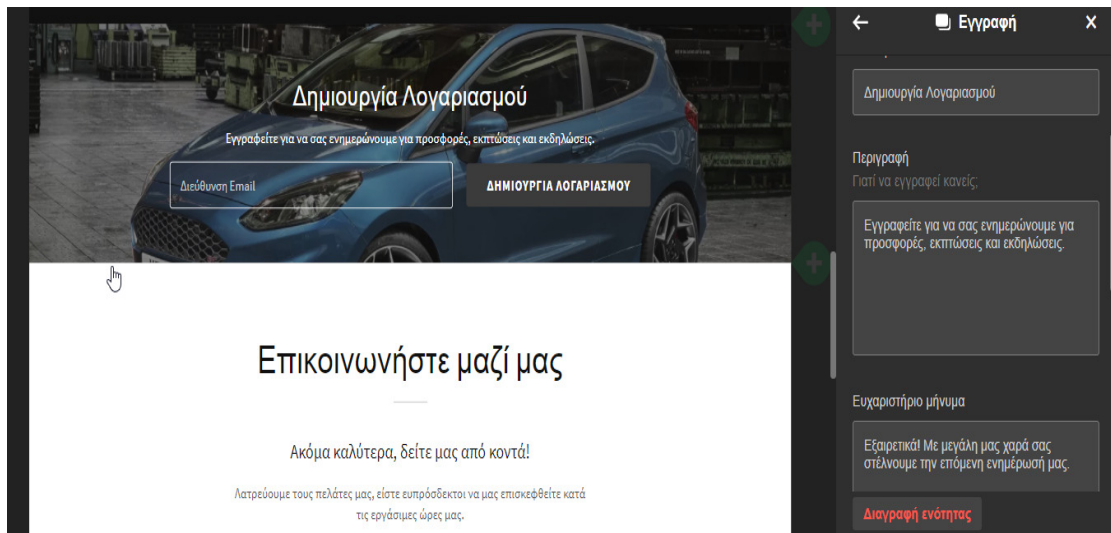 Δημιουργία Λογαριασμού
Εγγραφείτε για να σας ενημερώνουμε για προσφορές, εκπτώσεις και εκδηλώσεις.
Διεύθυνση Email
ΔΗΜΙΟΥΡΓΙΑ ΛΟΓΑΡΙΑΣΜΟΥ
Επικοινωνήστε μαζί μας
Ακόμα καλύτερα, δείτε μας από κοντά!
Λατρεύουμε τους πελάτες μας, είστε ευπρόσδεκτοι να μας επισκεφθείτε κατά
τις εργάσιμες ώρες μας.
Εγγραφή
Δημιουργία Λογαριασμού
Περιγραφή
Γιατί να εγγραφεί κανείς;
Εγγραφείτε για να σας ενημερώνουμε για
προσφορές, εκπτώσεις και εκδηλώσεις.
Ευχαριστήριο μήνυμα
Εξαιρετικά! Με μεγάλη μας χαρά σας
στέλνουμε την επόμενη ενημέρωσή μας.
Διαγραφή ενότητας